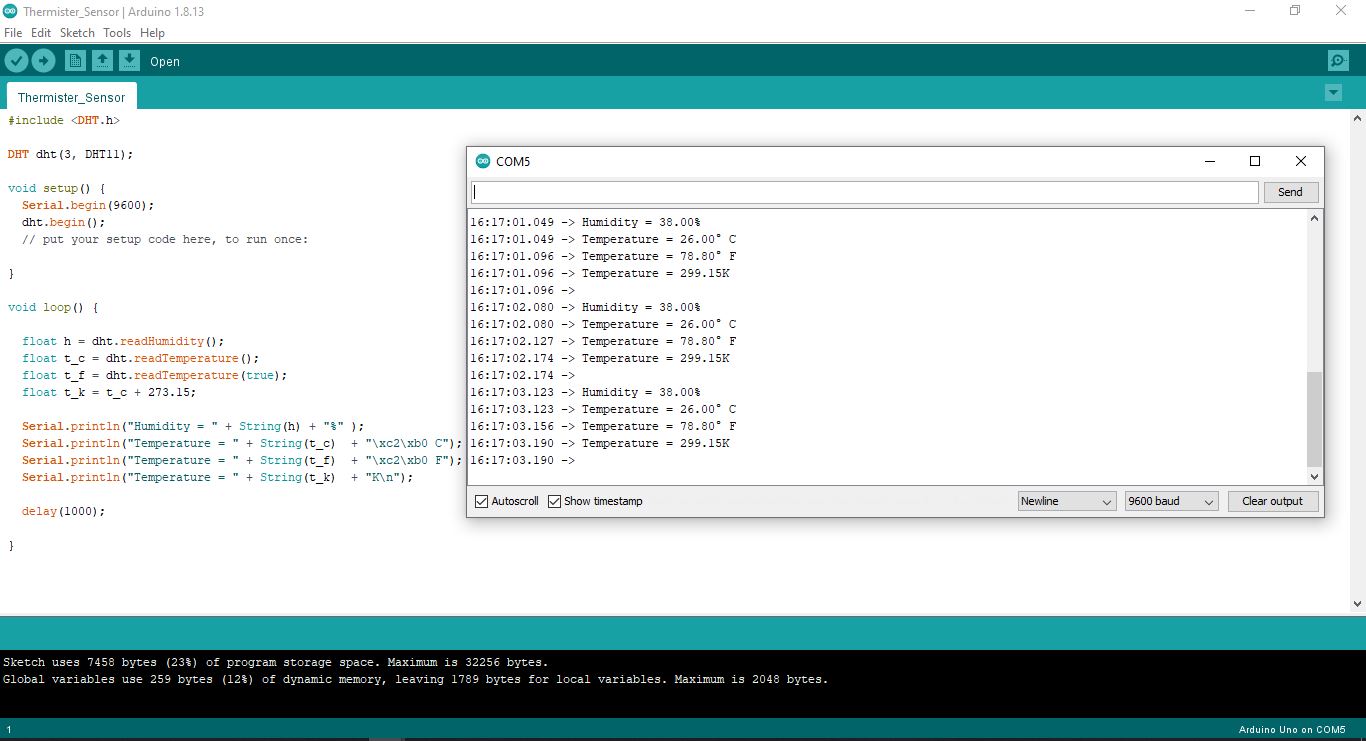 Thermister_Sensor | Arduino 1.8.13
File Edit Sketch Tools Help
Open
Thermister_Sensor
#include <DHT.h>
DHT dht(3, DHT11);
void setup() {
  Serial.begin(9600);
  dht.begin();
  // put your setup code here, to run once:
}
void loop() {
  float h = dht.readHumidity();
  float t_c = dht.readTemperature();
  float t_f = dht.readTemperature(true);
  float t_k = t_c + 273.15;
  Serial.println("Humidity = " + String(h) + "%" );
  Serial.println("Temperature = " + String(t_c)  + "\xc2\xb0 C");
  Serial.println("Temperature = " + String(t_f)  + "\xc2\xb0 F");
  Serial.println("Temperature = " + String(t_k)  + "K\n");
  delay(1000);
}
COM5
Send
16:17:01.049 -> Humidity = 38.00%
16:17:01.049 -> Temperature = 26.00° C
16:17:01.096 -> Temperature = 78.80° F
16:17:01.096 -> Temperature = 299.15K
16:17:01.096 ->
16:17:02.080 -> Humidity = 38.00%
16:17:02.080 -> Temperature = 26.00° C
16:17:02.127 -> Temperature = 78.80° F
16:17:02.174 -> Temperature = 299.15K
16:17:02.174 ->
16:17:03.123 -> Humidity = 38.00%
16:17:03.123 -> Temperature = 26.00° C
16:17:03.156 -> Temperature = 78.80° F
16:17:03.190 -> Temperature = 299.15K
16:17:03.190 ->
Autoscroll Show timestamp Newline 9600 baud Clear output
Sketch uses 7458 bytes (23%) of program storage space. Maximum is 32256 bytes.
Global variables use 259 bytes (12%) of dynamic memory, leaving 1789 bytes for local variables. Maximum is 2048 bytes.
1 Arduino Uno on COM5